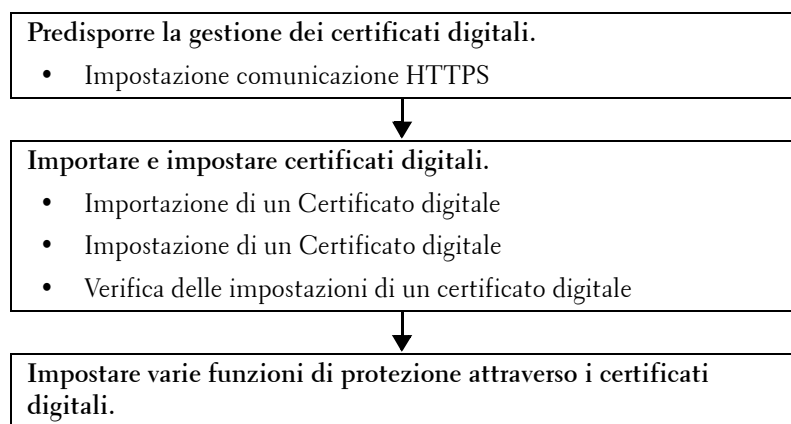 Predisporre la gestione dei certificati digitali.
• Impostazione comunicazione HTTPS
Importare e impostare certificati digitali.
• Importazione di un Certificato digitale
• Impostazione di un Certificato digitale
• Verifica delle impostazioni di un certificato digitale
Impostare varie funzioni di protezione attraverso i certificati
digitali.